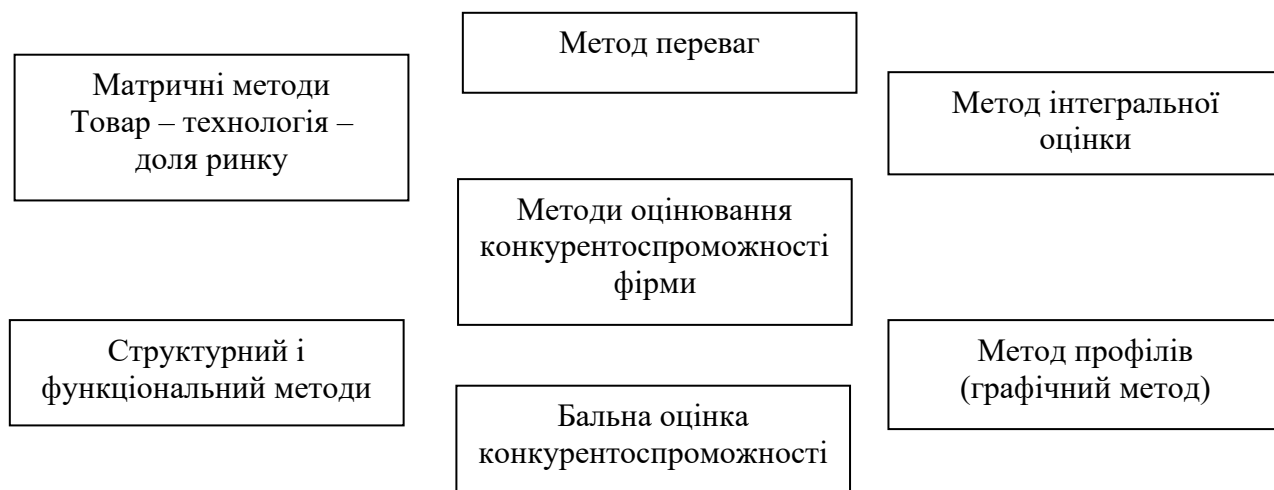 Метод переваг
Матричні методи
Товар – технологія –
доля ринку
Метод інтегральної
оцінки
Методи оцінювання
конкурентоспроможності
фірми
Структурний і
функціональний методи
Метод профілів
(графічний метод)
Бальна оцінка
конкурентоспроможності